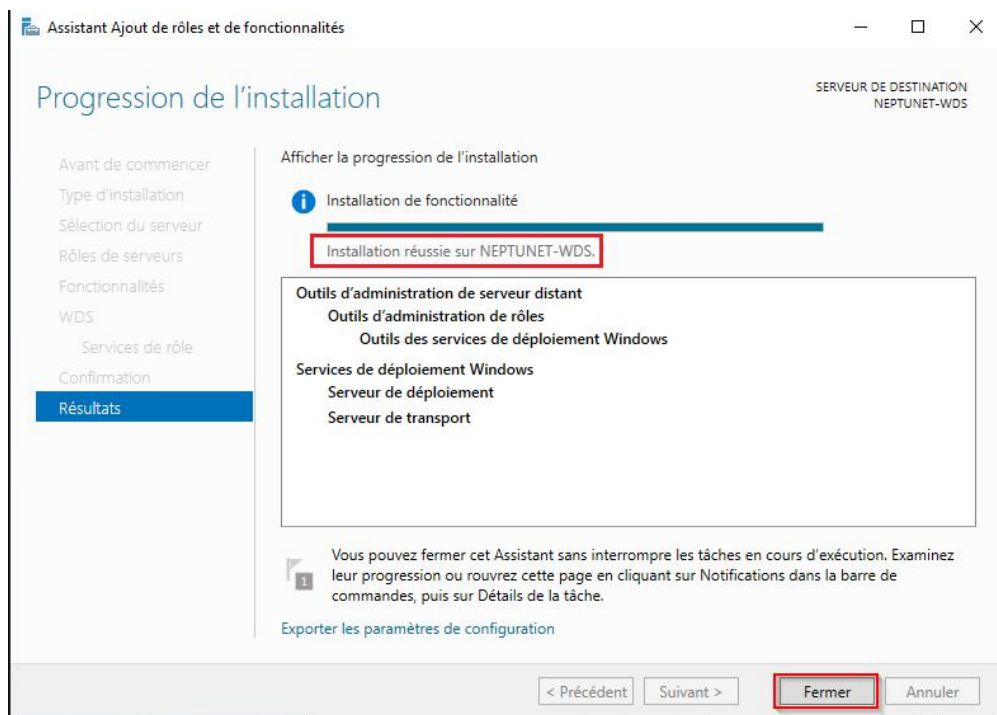 Assistant Ajout de rôles et de fonctionnalités
Progression de l'installation
SERVEUR DE DESTINATION
NEPTUNET-WDS
Avant de commencer
Type d'installation
Sélection du serveur
Rôles de serveurs
Fonctionnalités
WDS
Services de rôle
Confirmation
Résultats
Afficher la progression de l'installation
Installation de fonctionnalité
Installation réussie sur NEPTUNET-WDS.
Outils d'administration de serveur distant
Outils d'administration de rôles
Outils des services de déploiement Windows
Services de déploiement Windows
Serveur de déploiement
Serveur de transport
1
Vous pouvez fermer cet Assistant sans interrompre les tâches en cours d'exécution. Examinez
leur progression ou rouvrez cette page en cliquant sur Notifications dans la barre de
commandes, puis sur Détails de la tâche.
Exporter les paramètres de configuration
< Précédent
Suivant >
Fermer
Annuler